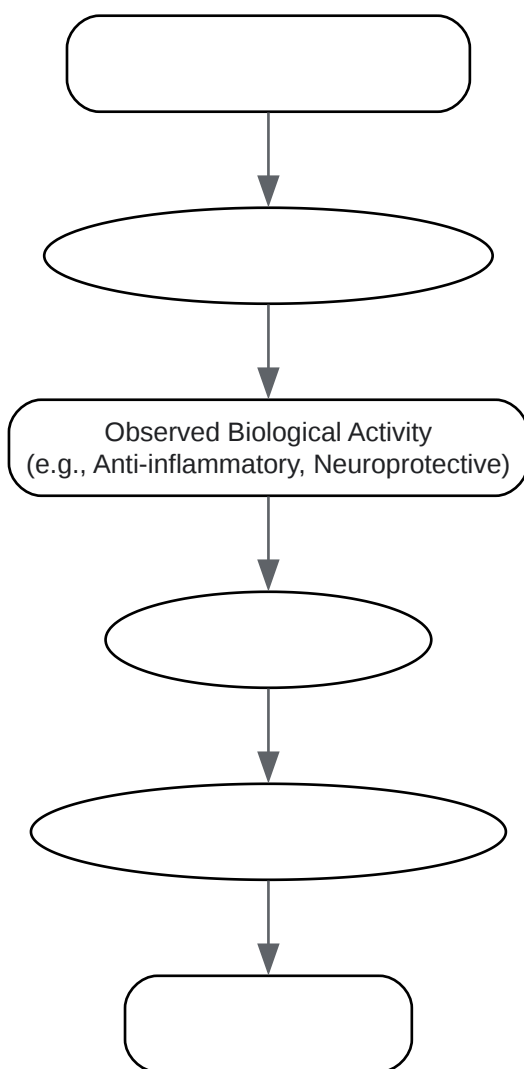 Observed Biological Activity
(e.g., Anti-inflammatory, Neuroprotective)